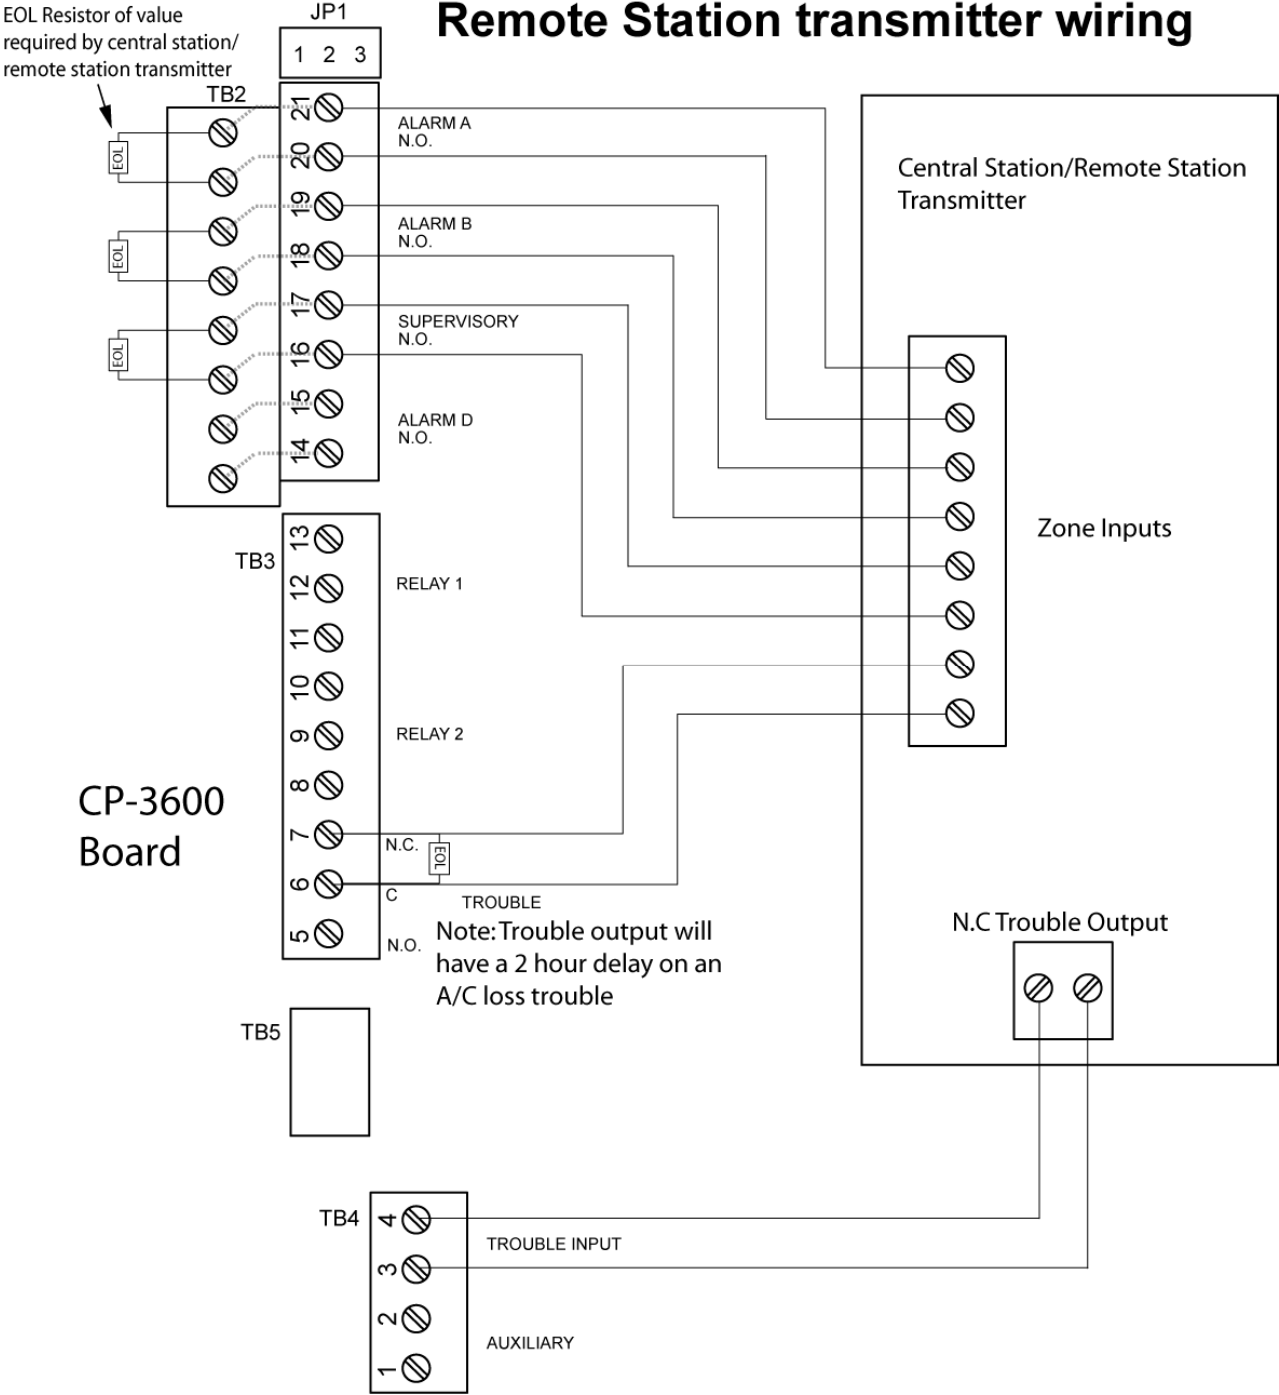 Remote Station transmitter wiring
EOL Resistor of value
required by central station/
remote station transmitter
JP1
1 2 3
TB2
21
20
19
18
17
16
15
14
EOL
EOL
EOL
ALARM A
N.O.
ALARM B
N.O.
SUPERVISORY
N.O.
ALARM D
N.O.
Central Station/Remote Station
Transmitter
Zone Inputs
TB3
13
12
11
10
9
8
7
6
5
RELAY 1
RELAY 2
CP-3600
Board
N.C.
EOL
C
TROUBLE
N.O.
Note:Trouble output will
have a 2 hour delay on an
A/C loss trouble
N.C Trouble Output
TB5
TB4
4
3
2
1
TROUBLE INPUT
AUXILIARY